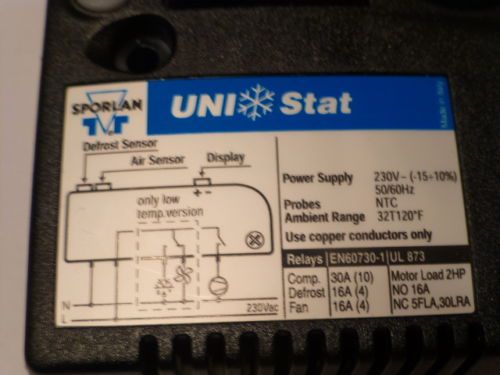 SPORLAN
UNI Stat
Made in Italy
Defrost Sensor
Air Sensor
Display
+ -
only low
temp.version
N
L
230Vac
Power Supply 230V~ (-15÷10%)
50/60Hz
Probes NTC
Ambient Range 32T120°F
Use copper conductors only
Relays EN60730-1 UL 873
Comp. 30A (10) Motor Load 2HP
Defrost 16A (4) NO 16A
Fan 16A (4) NC 5FLA,30LRA